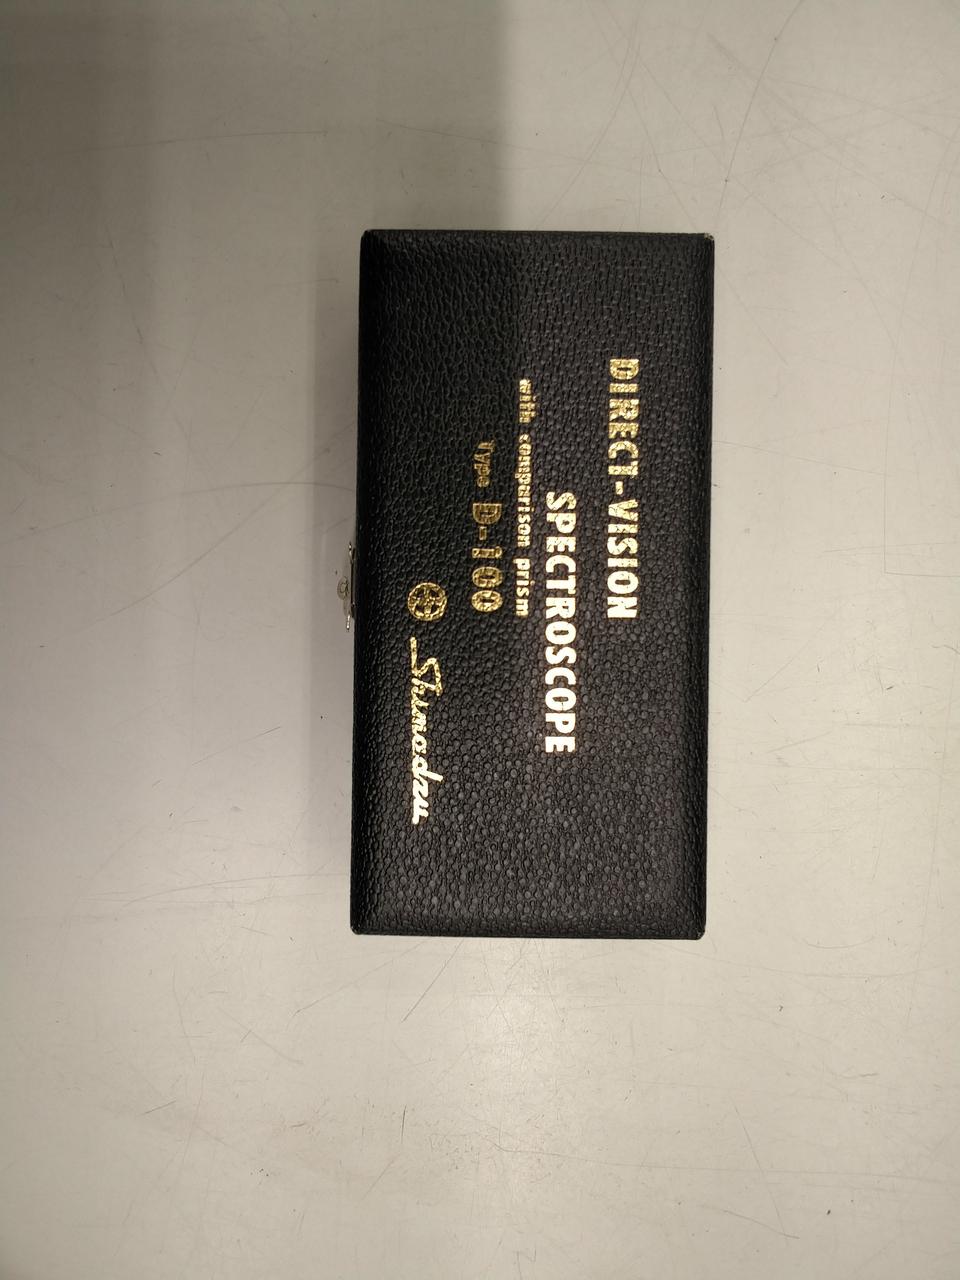 DIRECT-VISION
SPECTROSCOPE
with comparison prism
Type D-100
Shimadzu